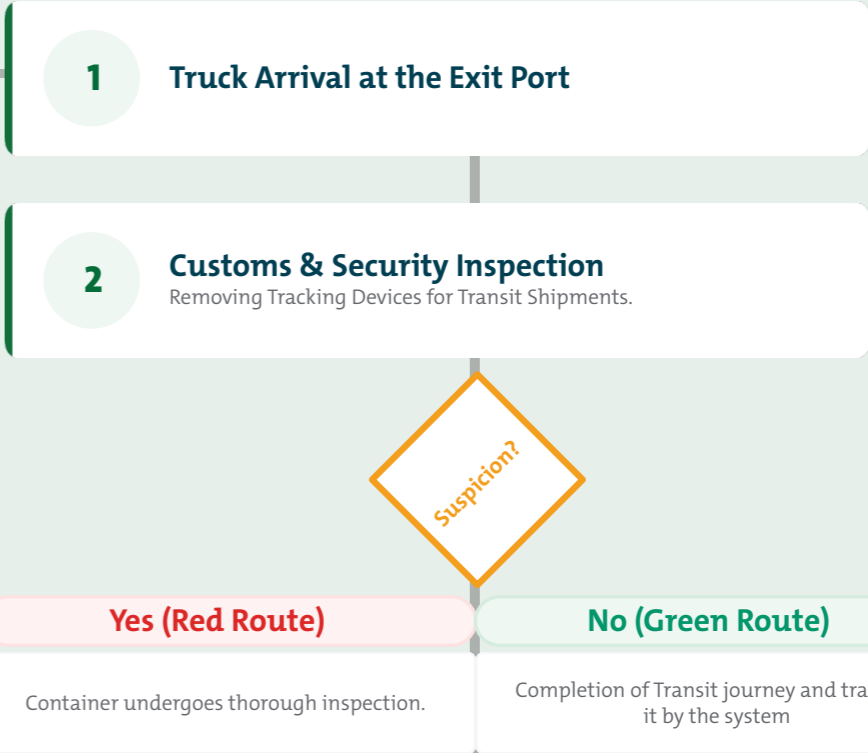 1
Truck Arrival at the Exit Port
2
Customs & Security Inspection
Removing Tracking Devices for Transit Shipments.
Suspicion?
Yes (Red Route)
No (Green Route)
Container undergoes thorough inspection.
Completion of Transit journey and
it by the system